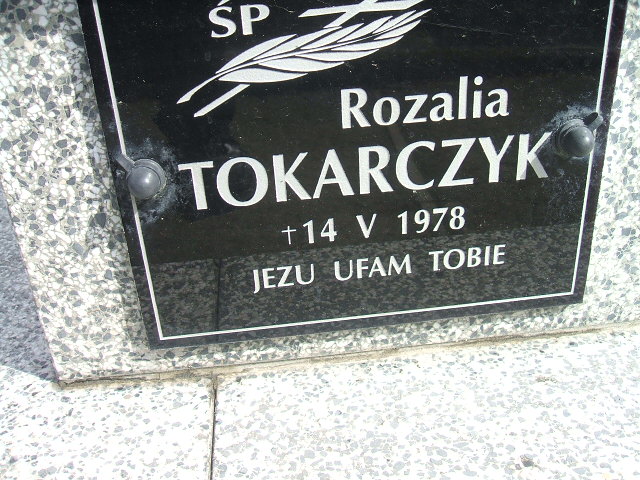 ŚP
Rozalia
TOKARCZYK
†14 V 1978
JEZU UFAM TOBIE